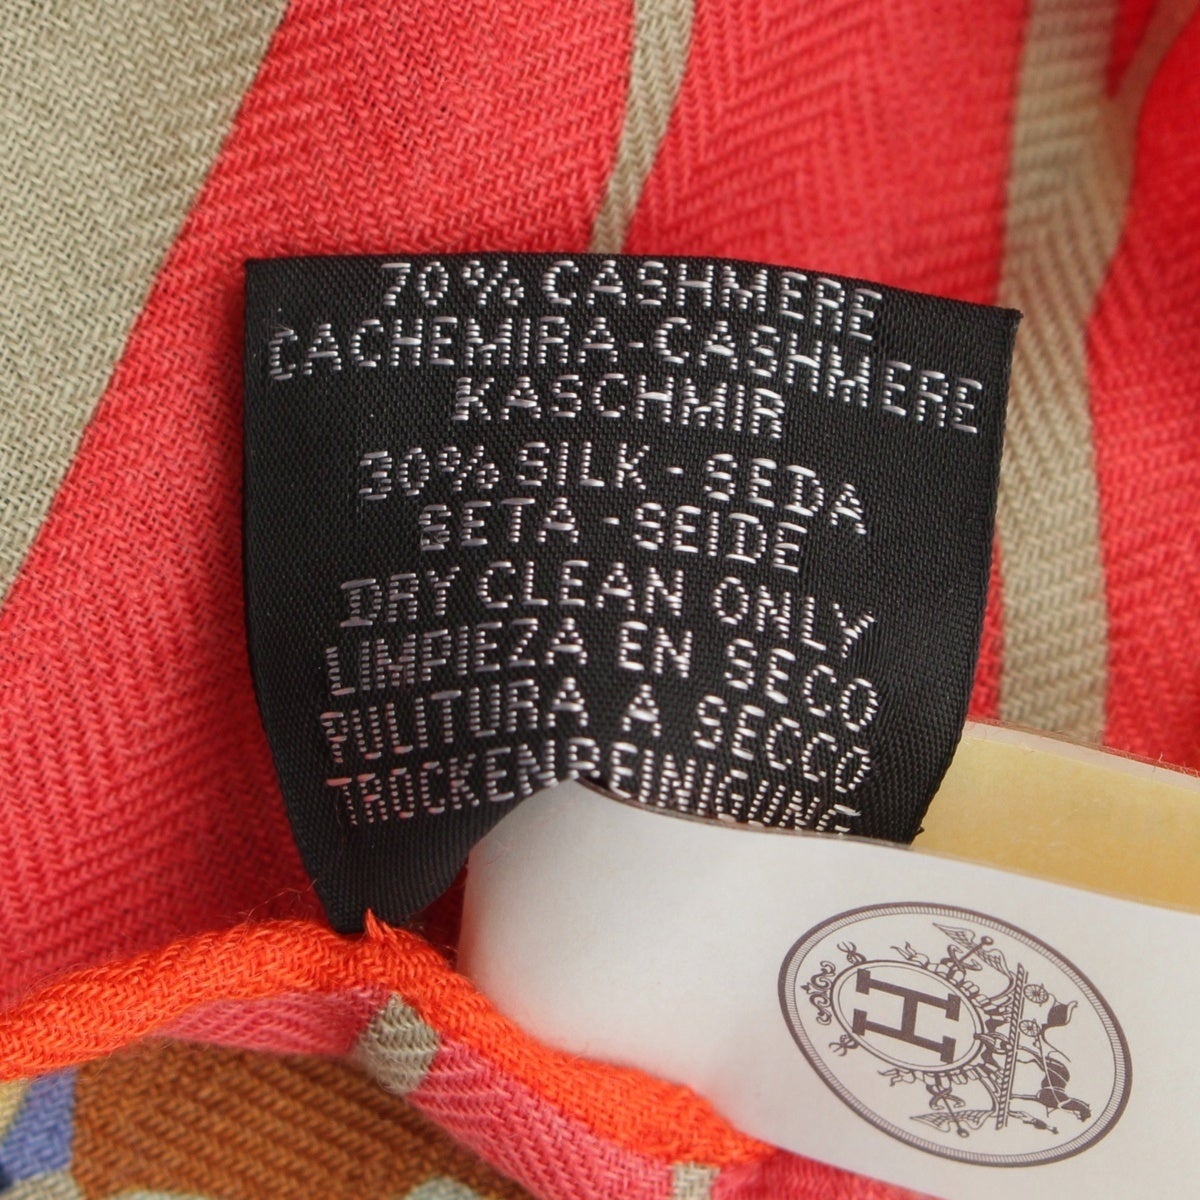 70% CASHMERE
CACHEMIRA-CASHMERE
KASCHMIR
30% SILK - SEDA
SETA - SEIDE
DRY CLEAN ONLY
LIMPIEZA EN SECO
PULITURA A SECCO
TROCKENREINIGUNG
H